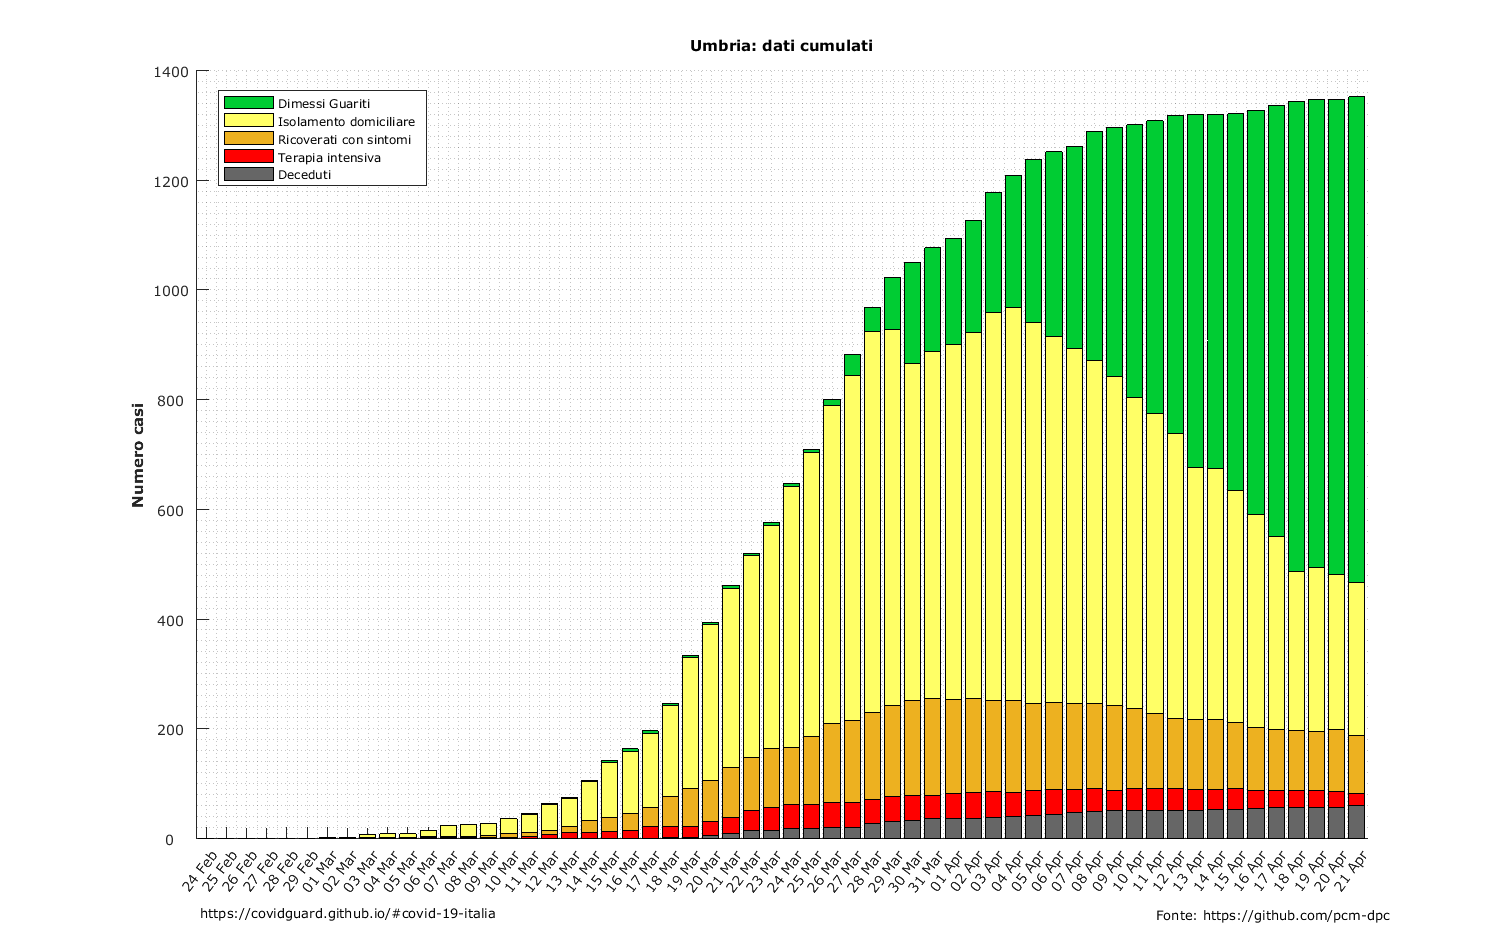 Umbria: dati cumulati
Numero casi
1400
1200
1000
800
600
400
200
0
Dimessi Guariti
Isolamento domiciliare
Ricoverati con sintomi
Terapia intensiva
Deceduti
24 Feb
25 Feb
26 Feb
27 Feb
28 Feb
29 Feb
01 Mar
02 Mar
03 Mar
04 Mar
05 Mar
06 Mar
07 Mar
08 Mar
09 Mar
10 Mar
11 Mar
12 Mar
13 Mar
14 Mar
15 Mar
16 Mar
17 Mar
18 Mar
19 Mar
20 Mar
21 Mar
22 Mar
23 Mar
24 Mar
25 Mar
26 Mar
27 Mar
28 Mar
29 Mar
30 Mar
31 Mar
01 Apr
02 Apr
03 Apr
04 Apr
05 Apr
06 Apr
07 Apr
08 Apr
09 Apr
10 Apr
11 Apr
12 Apr
13 Apr
14 Apr
15 Apr
16 Apr
17 Apr
18 Apr
19 Apr
20 Apr
21 Apr
https://covidguard.github.io/#covid-19-italia
Fonte: https://github.com/pcm-dpc